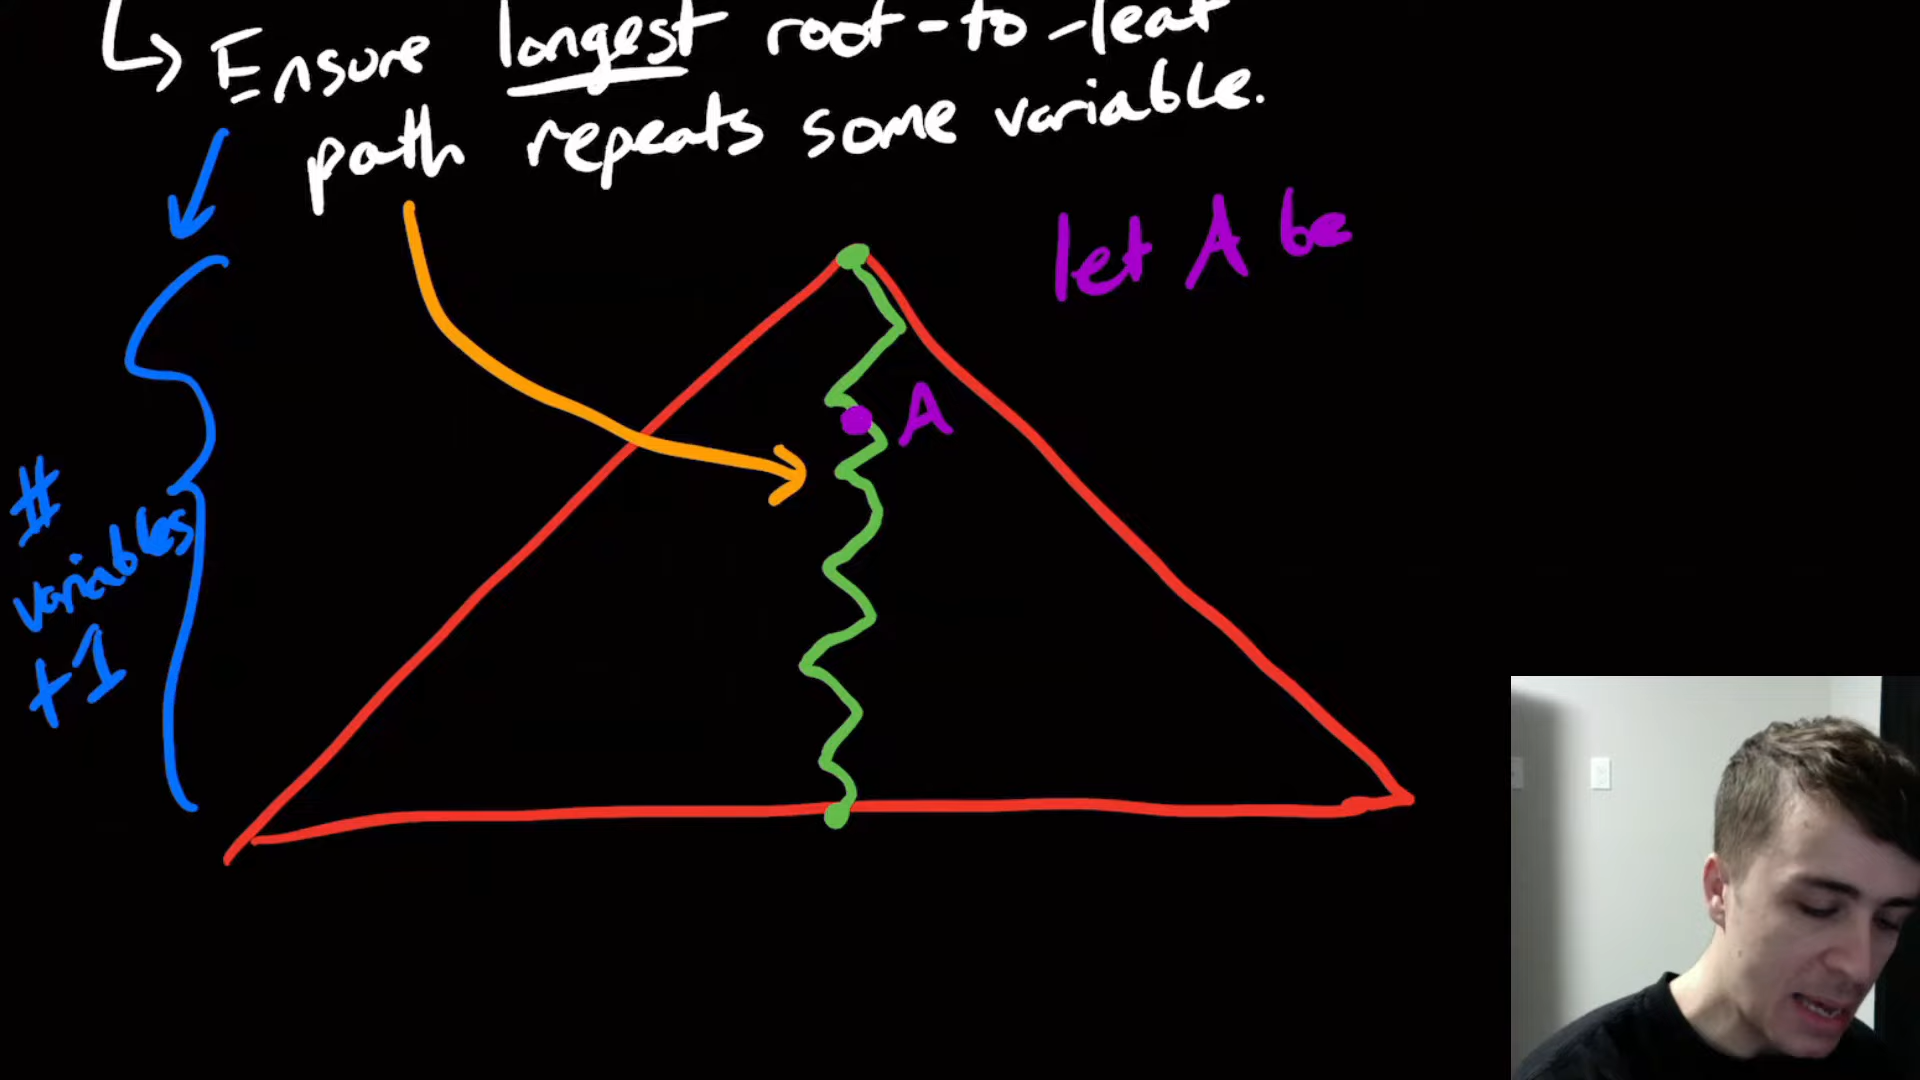 ↳ Ensure longest root-to-leaf
path repeats some variable.
let A be
A
#
variables
+1